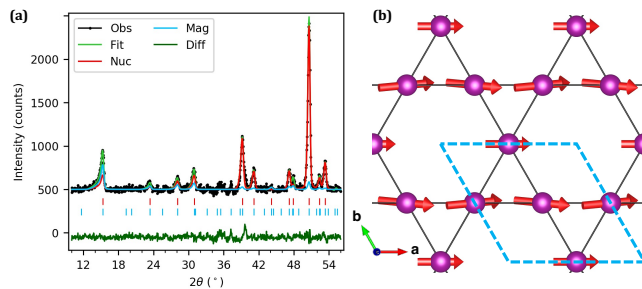 (a)
Obs
Fit
Nuc
Mag
Diff
Intensity (counts)
2500
2000
1500
1000
500
0
12 18 24 30 36 42 48 54
2θ (°)
(b)
b
a